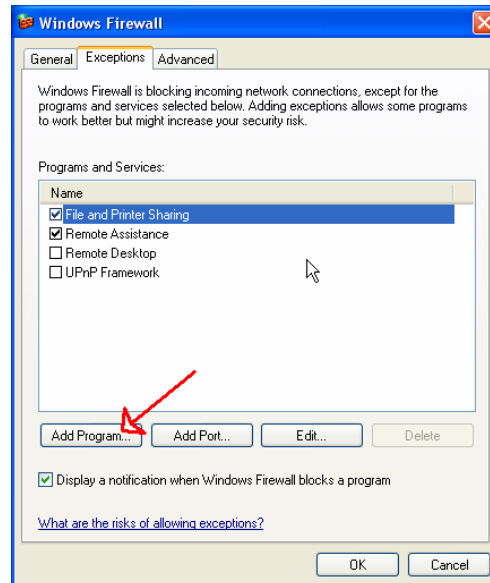 Windows Firewall
General Exceptions Advanced
Windows Firewall is blocking incoming network connections, except for the
programs and services selected below. Adding exceptions allows some programs
to work better but might increase your security risk.
Programs and Services:
Name
File and Printer Sharing
Remote Assistance
Remote Desktop
UPnP Framework
Add Program... Add Port... Edit... Delete
Display a notification when Windows Firewall blocks a program
What are the risks of allowing exceptions?
OK Cancel